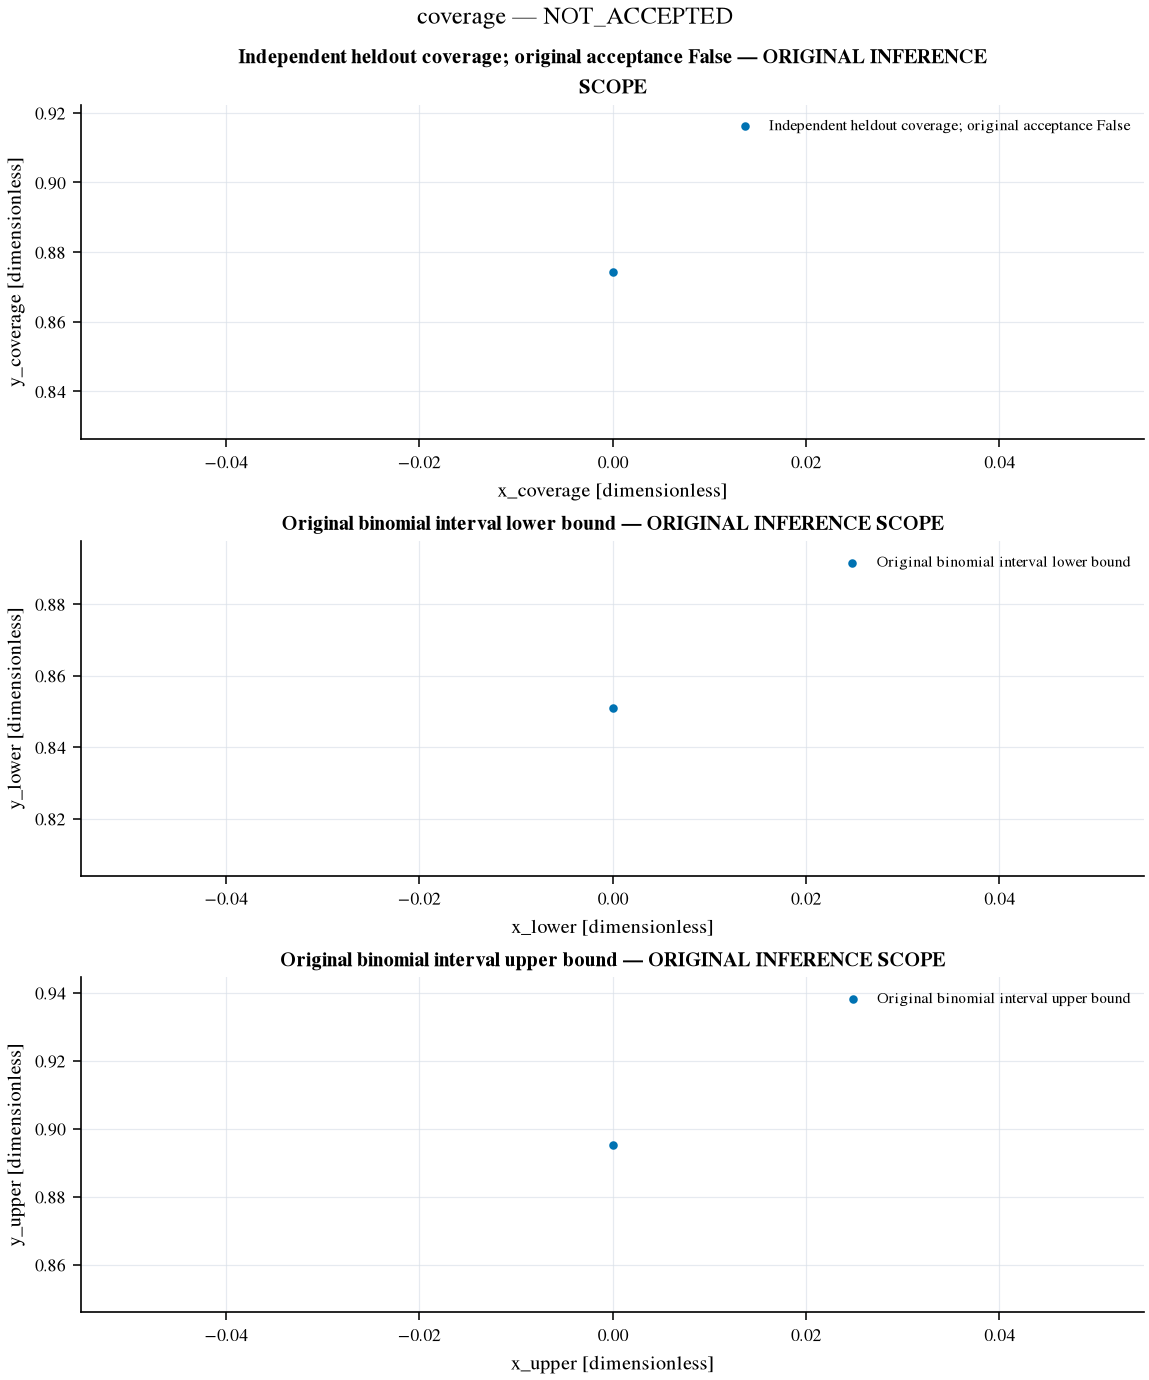 coverage — NOT_ACCEPTED
Independent heldout coverage; original acceptance False — ORIGINAL INFERENCE
SCOPE
Independent heldout coverage; original acceptance False
y_coverage [dimensionless]
0.92
0.90
0.88
0.86
0.84
−0.04
−0.02
0.00
0.02
0.04
x_coverage [dimensionless]
Original binomial interval lower bound — ORIGINAL INFERENCE SCOPE
Original binomial interval lower bound
y_lower [dimensionless]
0.88
0.86
0.84
0.82
−0.04
−0.02
0.00
0.02
0.04
x_lower [dimensionless]
Original binomial interval upper bound — ORIGINAL INFERENCE SCOPE
Original binomial interval upper bound
y_upper [dimensionless]
0.94
0.92
0.90
0.88
0.86
−0.04
−0.02
0.00
0.02
0.04
x_upper [dimensionless]